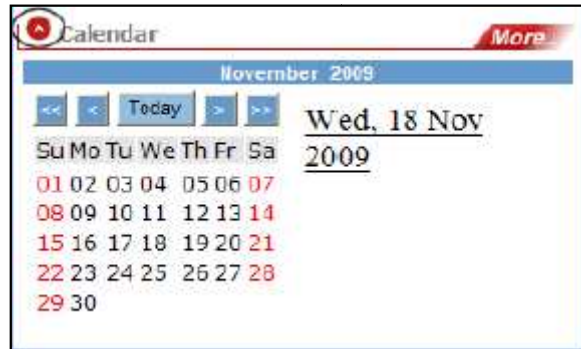 Calendar
More...
November 2009
<< < Today > >>
Wed, 18 Nov
2009
Su Mo Tu We Th Fr Sa
01 02 03 04 05 06 07
08 09 10 11 12 13 14
15 16 17 18 19 20 21
22 23 24 25 26 27 28
29 30